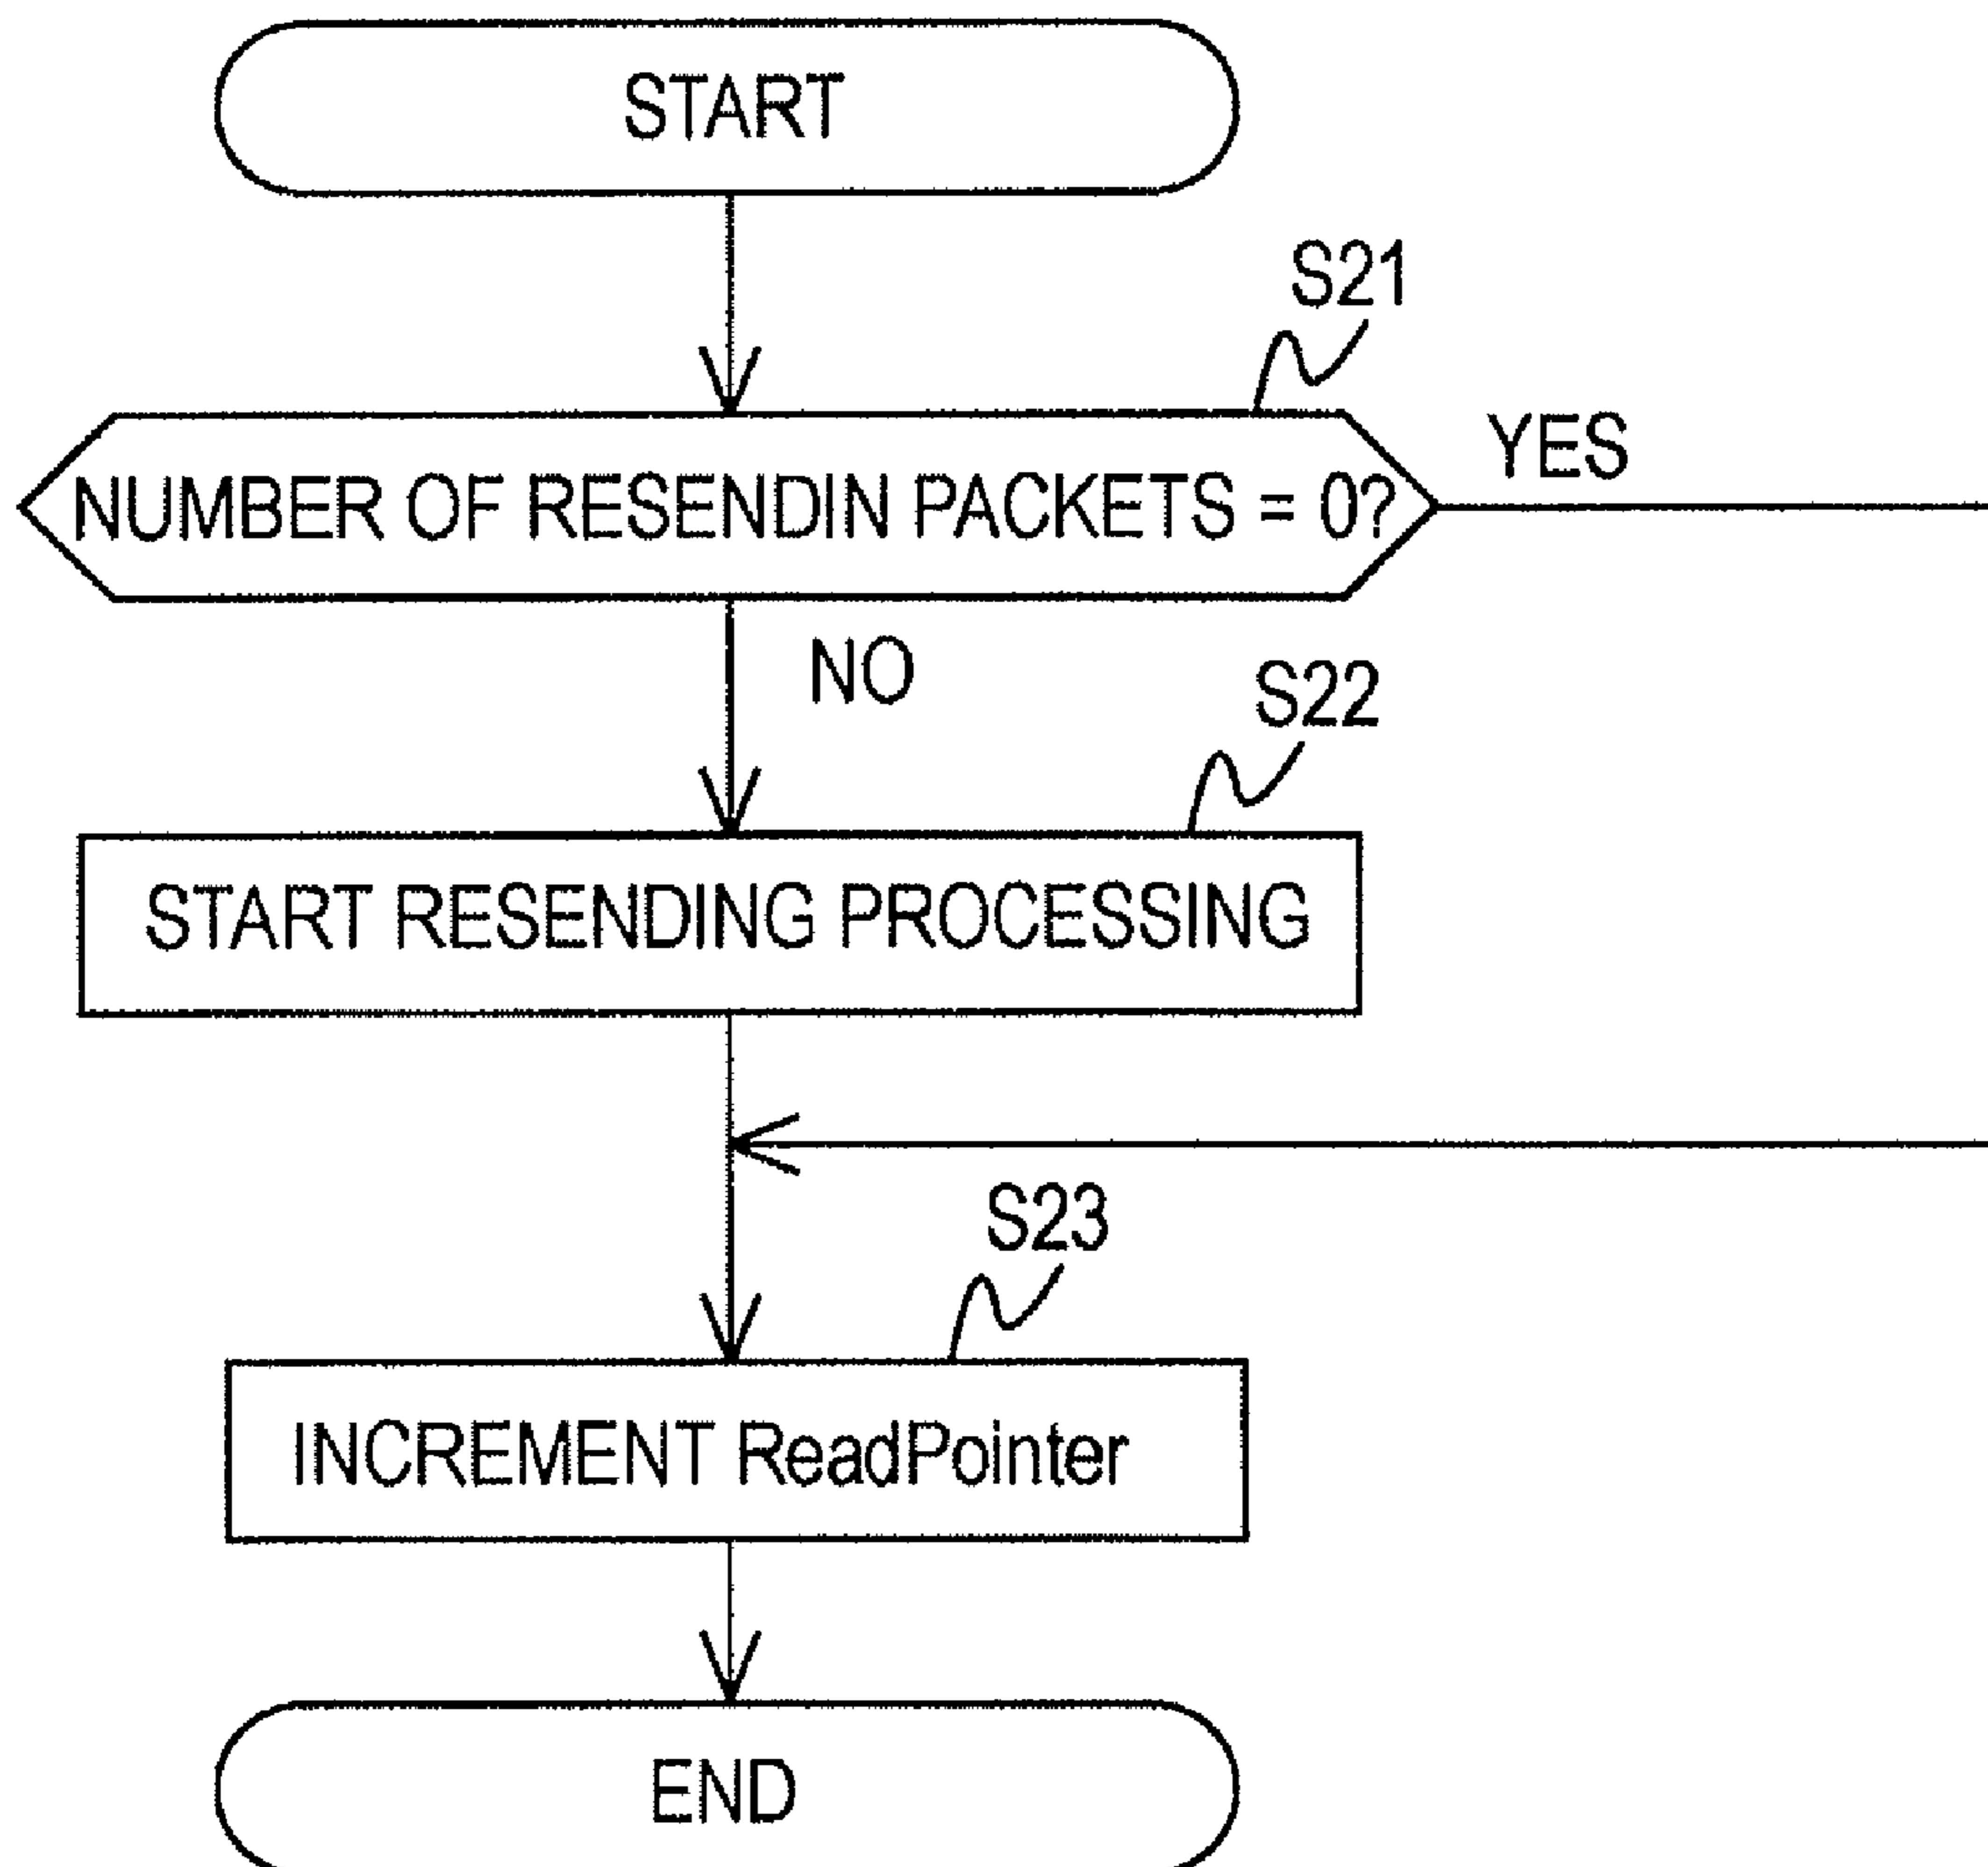 START
S21
YES
NUMBER OF RESENDIN PACKETS = 0?
NO
S22
START RESENDING PROCESSING
S23
INCREMENT ReadPointer
END